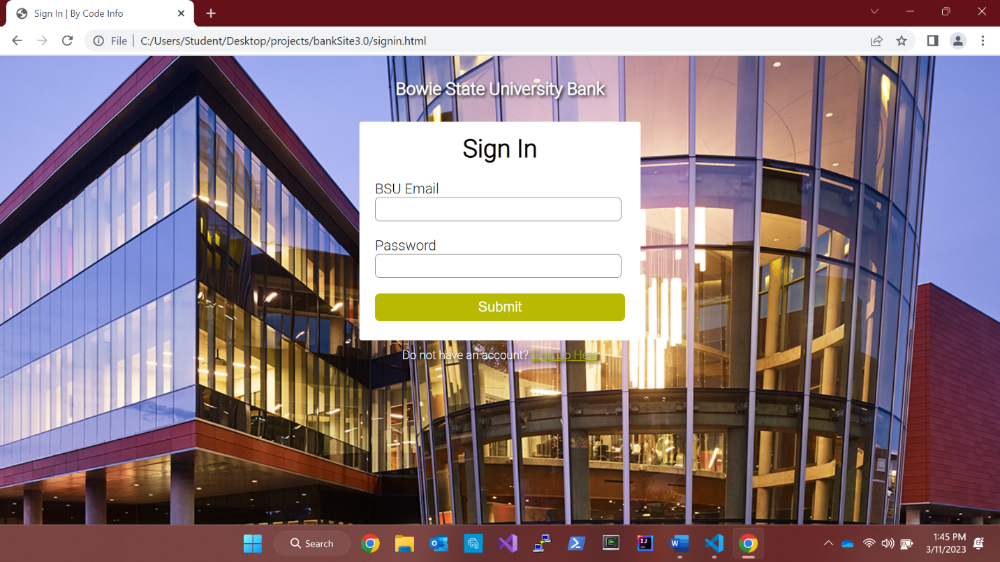 Sign In | By Code Info
File
C:/Users/Student/Desktop/projects/bankSite3.0/signin.html
Bowie State University Bank
Sign In
BSU Email
Password
Submit
Do not have an account? Sign Up Here
Search
1:45 PM
3/11/2023